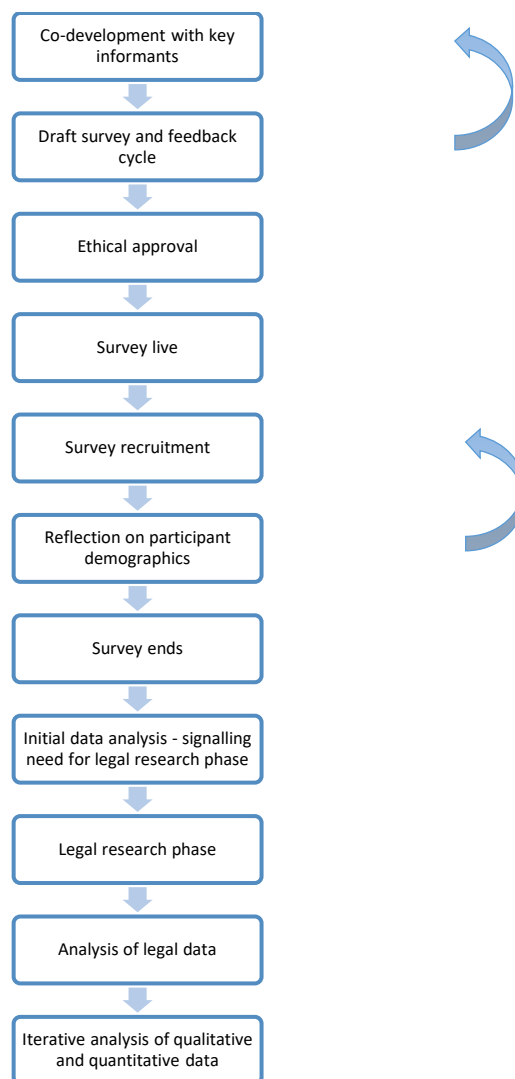 Co-development with key
informants
Draft survey and feedback
cycle
Ethical approval
Survey live
Survey recruitment
Reflection on participant
demographics
Survey ends
Initial data analysis - signalling
need for legal research phase
Legal research phase
Analysis of legal data
Iterative analysis of qualitative
and quantitative data